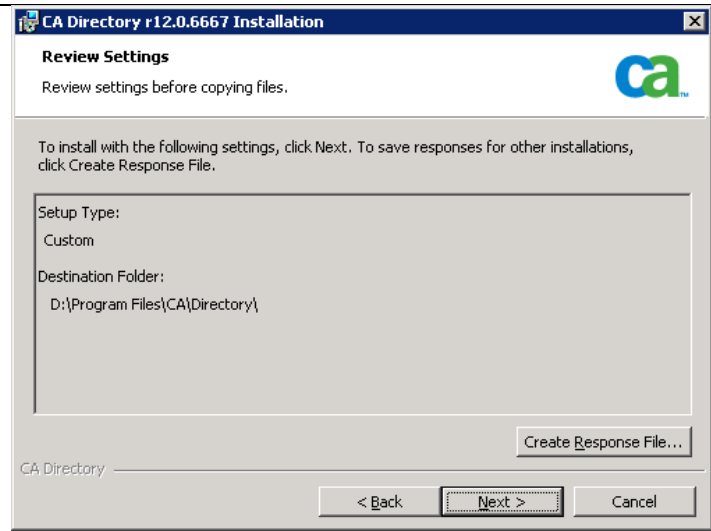 CA Directory r12.0.6667 Installation
Review Settings
Review settings before copying files.
ca
To install with the following settings, click Next. To save responses for other installations,
click Create Response File.
Setup Type:
Custom
Destination Folder:
D:\Program Files\CA\Directory\
Create Response File...
CA Directory
< Back
Next >
Cancel